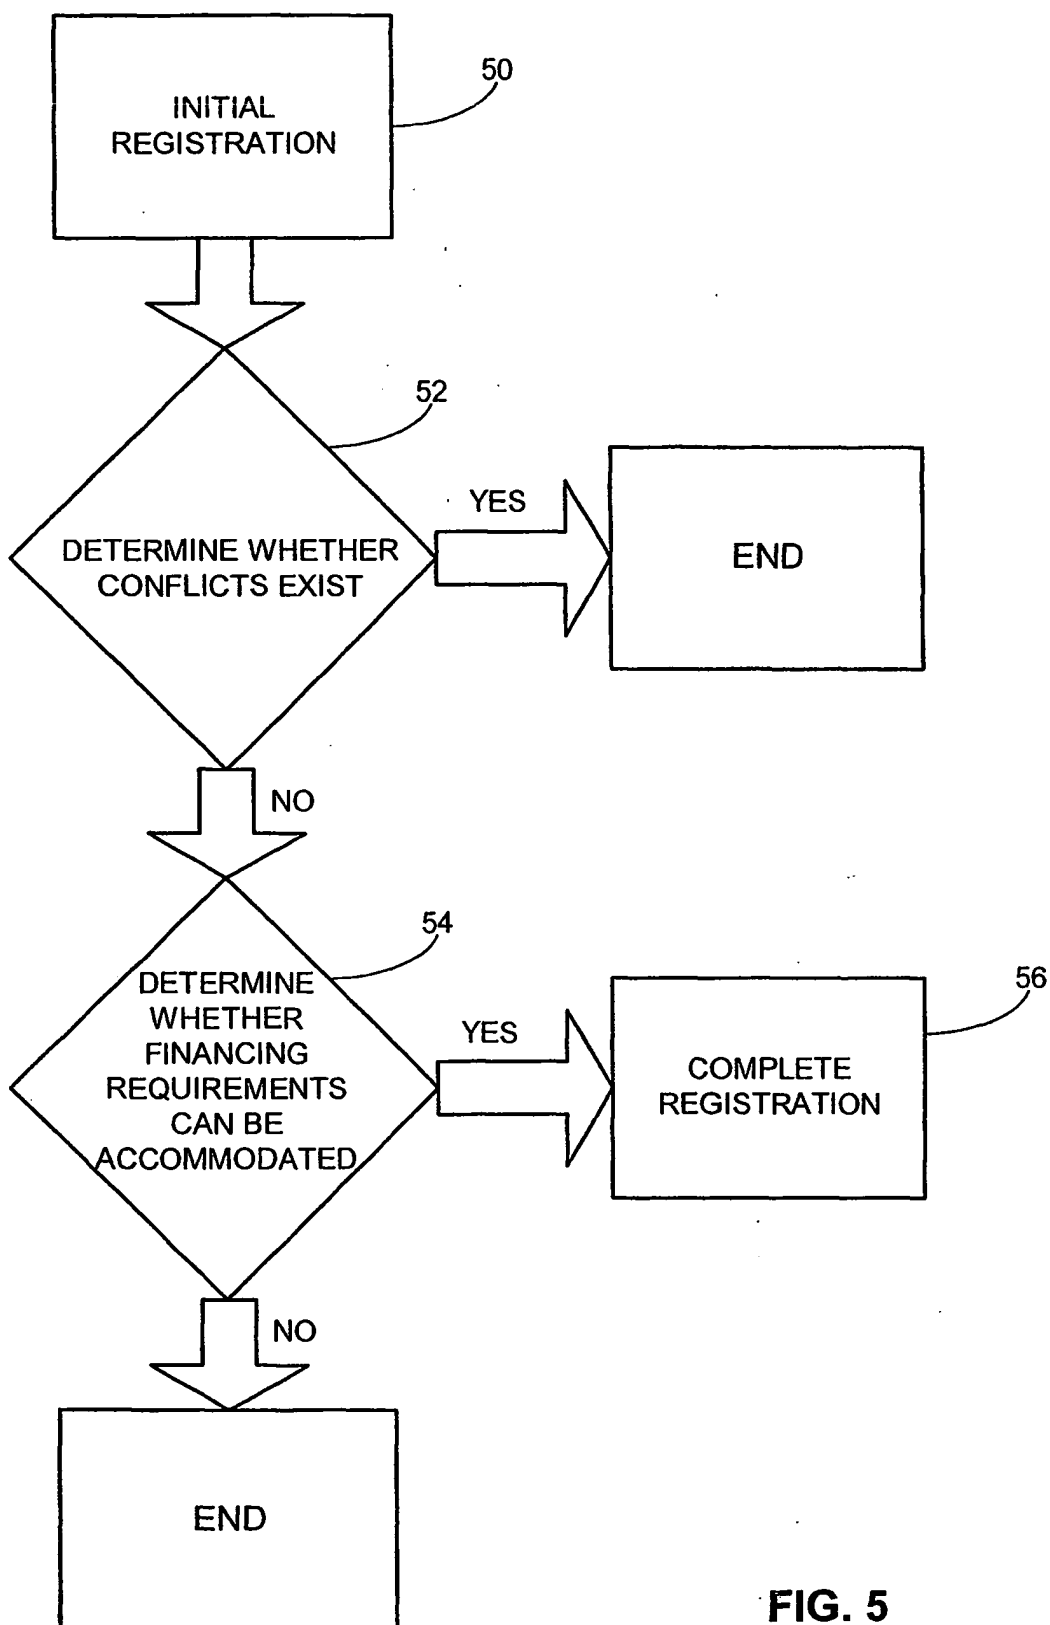 50
INITIAL
REGISTRATION
52
YES
DETERMINE WHETHER
CONFLICTS EXIST
END
NO
54
DETERMINE
WHETHER
FINANCING
REQUIREMENTS
CAN BE
ACCOMMODATED
YES
56
COMPLETE
REGISTRATION
NO
END
FIG. 5